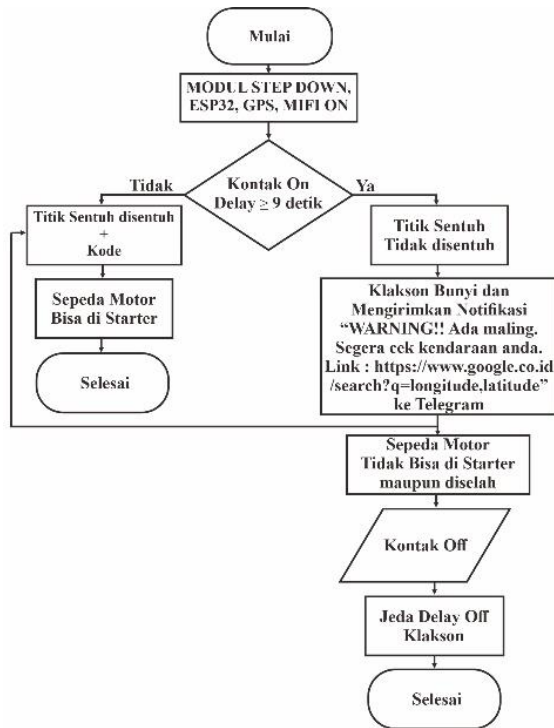 Mulai
MODUL STEP DOWN,
ESP32, GPS, MIFI ON
Kontak On
Delay ≥ 9 detik
Tidak
Ya
Titik Sentuh disentuh
+
Kode
Sepeda Motor
Bisa di Starter
Selesai
Titik Sentuh
Tidak disentuh
Klakson Bunyi dan
Mengirimkan Notifikasi
“WARNING!! Ada maling.
Segera cek kendaraan anda.
Link : https://www.google.co.id
/search?q=longitude,latitude”
ke Telegram
Sepeda Motor
Tidak Bisa di Starter
maupun diselah
Kontak Off
Jeda Delay Off
Klakson
Selesai